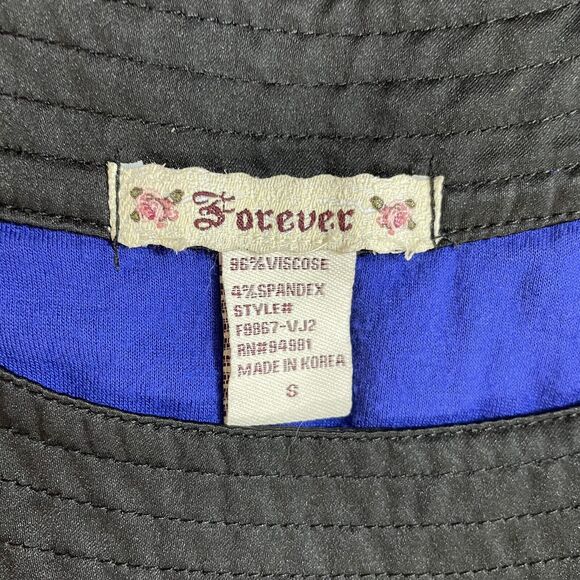 Forever
96%VISCOSE
4%SPANDEX
STYLE#
F9867-VJ2
RN#94981
MADE IN KOREA
S